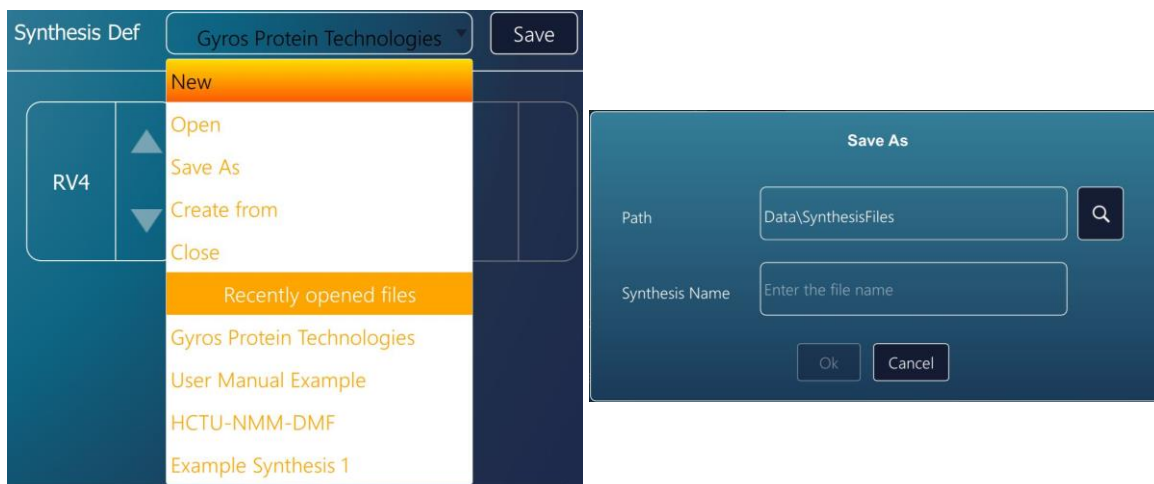 Synthesis Def
Gyros Protein Technologies
Save
New
Open
Save As
RV4
Create from
Close
Recently opened files
Gyros Protein Technologies
User Manual Example
HCTU-NMM-DMF
Example Synthesis 1
Save As
Path
Data\SynthesisFiles
Synthesis Name
Enter the file name
Ok
Cancel